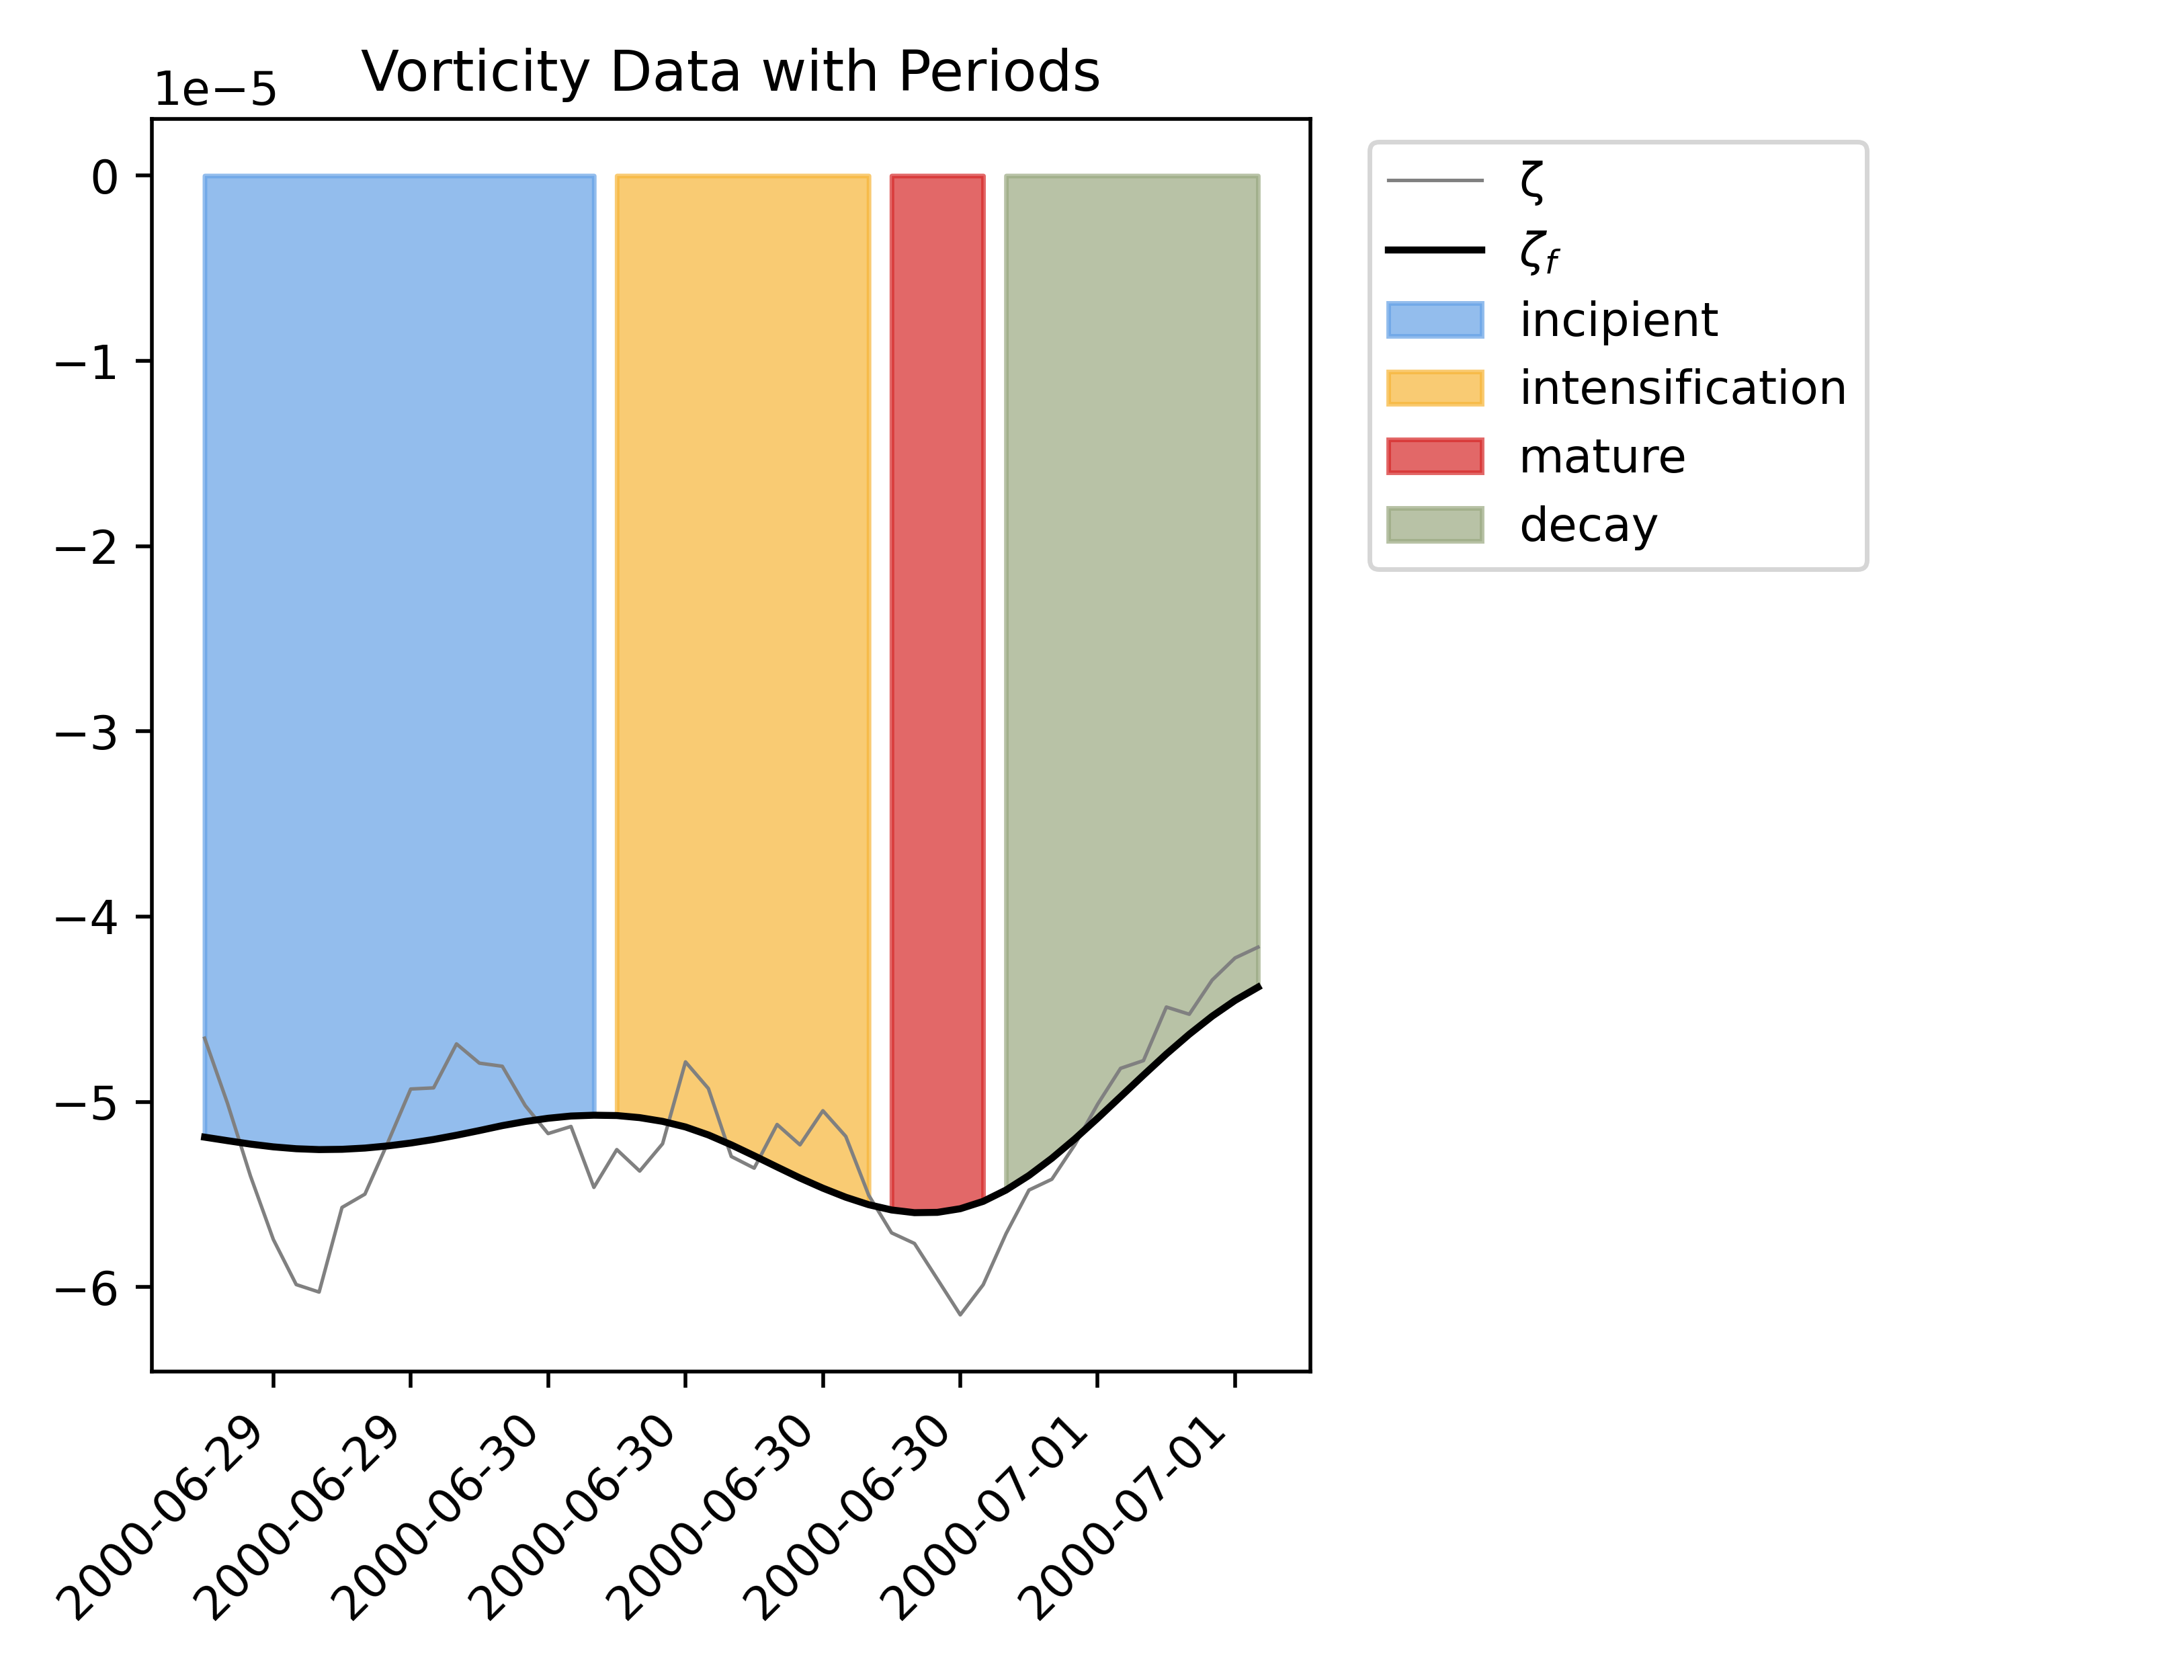 Vorticity Data with Periods
1e−5
0
−1
−2
−3
−4
−5
−6
2000-06-29
2000-06-29
2000-06-30
2000-06-30
2000-06-30
2000-06-30
2000-07-01
2000-07-01
ζ
ζf
incipient
intensification
mature
decay